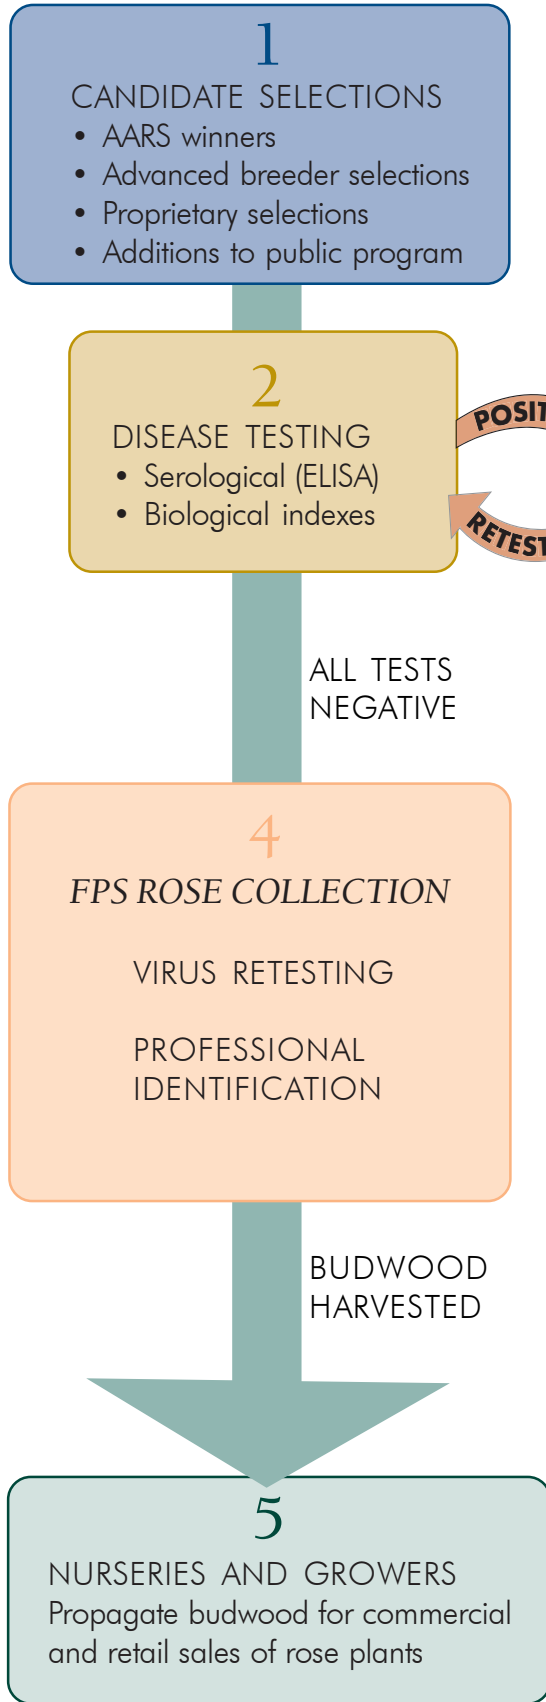 1
CANDIDATE SELECTIONS
• AARS winners
• Advanced breeder selections
• Proprietary selections
• Additions to public program
2
DISEASE TESTING
• Serological (ELISA)
• Biological indexes
POSIT
RETEST
ALL TESTS
NEGATIVE
4
FPS ROSE COLLECTION
VIRUS RETESTING
PROFESSIONAL
IDENTIFICATION
BUDWOOD
HARVESTED
5
NURSERIES AND GROWERS
Propagate budwood for commercial
and retail sales of rose plants